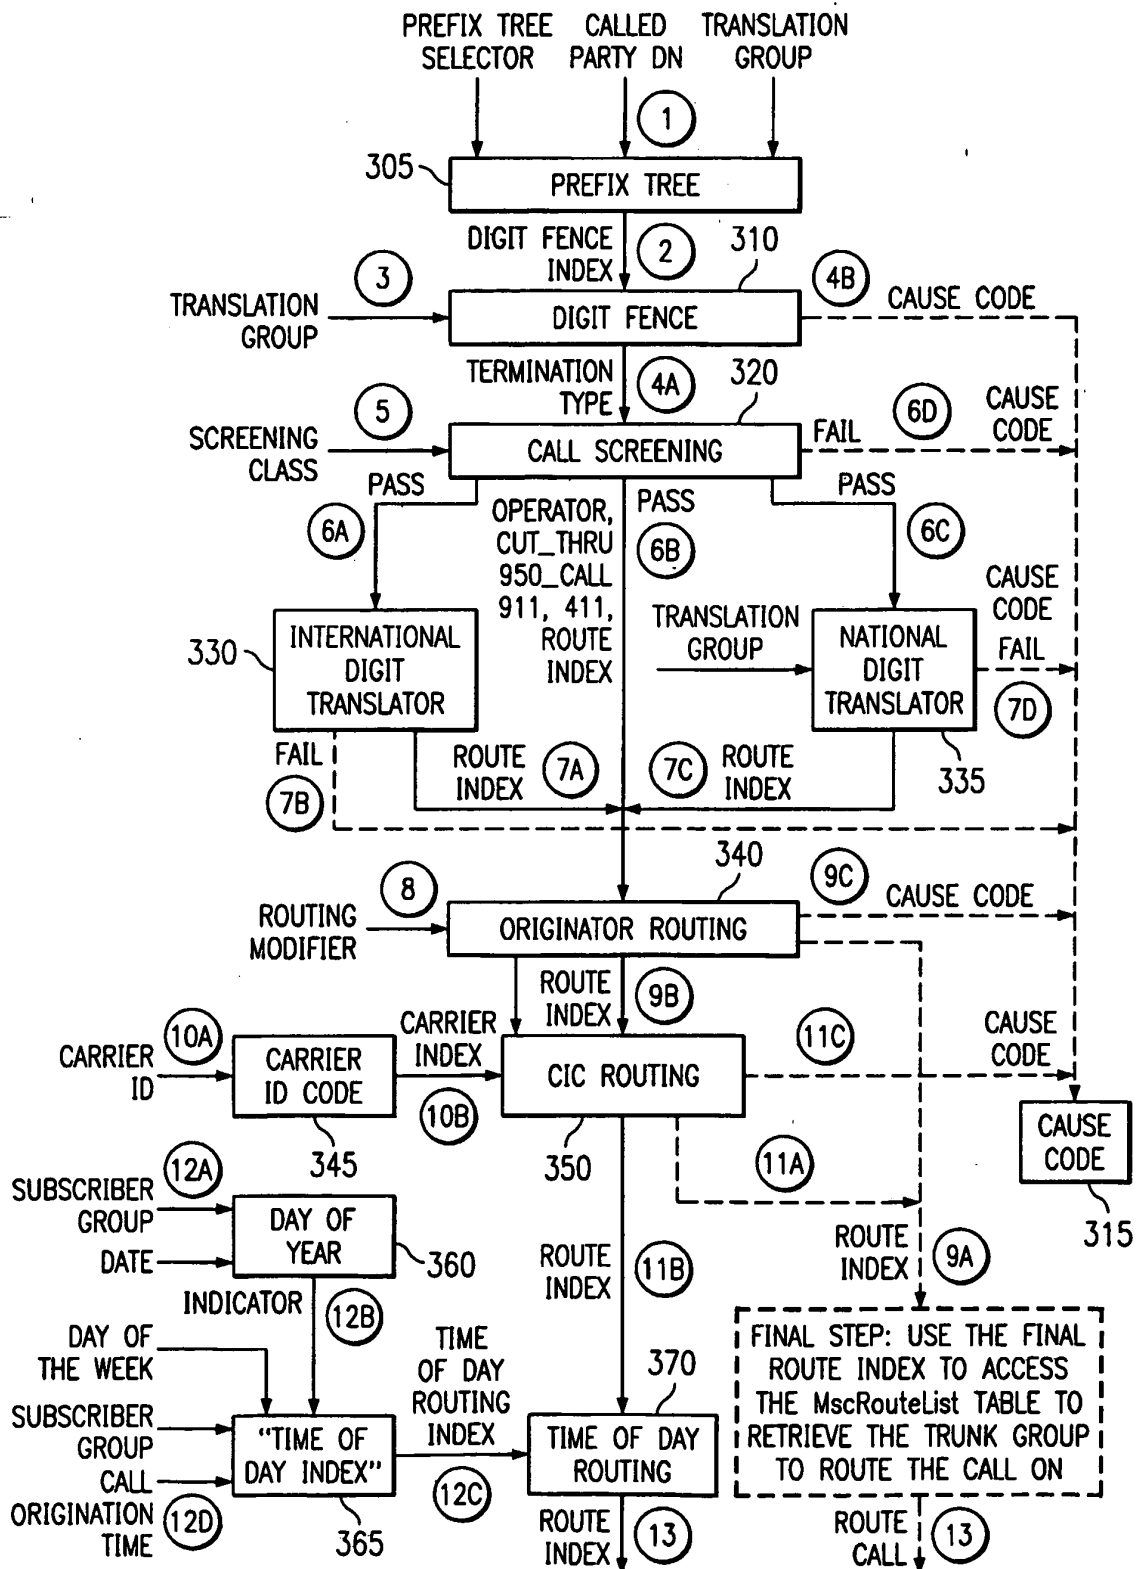 PREFIX TREE
SELECTOR
CALLED
PARTY DN
TRANSLATION
GROUP
1
305
PREFIX TREE
DIGIT FENCE
INDEX
2
310
3
TRANSLATION
GROUP
DIGIT FENCE
4B
CAUSE CODE
TERMINATION
TYPE
4A
320
5
SCREENING
CLASS
CALL SCREENING
FAIL
6D
CAUSE
CODE
PASS
6A
OPERATOR,
CUT_THRU
950_CALL
911, 411,
ROUTE
INDEX
PASS
6B
PASS
6C
CAUSE
CODE
330
INTERNATIONAL
DIGIT
TRANSLATOR
TRANSLATION
GROUP
NATIONAL
DIGIT
TRANSLATOR
FAIL
7D
FAIL
7B
ROUTE
INDEX
7A
7C
ROUTE
INDEX
335
8
340
9C
CAUSE CODE
ROUTING
MODIFIER
ORIGINATOR ROUTING
ROUTE
INDEX
9B
10A
CARRIER
ID
CARRIER
ID CODE
CARRIER
INDEX
10B
CIC ROUTING
11C
CAUSE
CODE
345
350
11A
CAUSE
CODE
315
12A
SUBSCRIBER
GROUP
DATE
DAY OF
YEAR
360
ROUTE
INDEX
11B
ROUTE
INDEX
9A
INDICATOR
12B
DAY OF
THE WEEK
TIME
OF DAY
ROUTING
INDEX
370
FINAL STEP: USE THE FINAL
ROUTE INDEX TO ACCESS
THE MscRouteList TABLE TO
RETRIEVE THE TRUNK GROUP
TO ROUTE THE CALL ON
SUBSCRIBER
GROUP
CALL
ORIGINATION
TIME
12D
"TIME OF
DAY INDEX"
365
12C
TIME OF DAY
ROUTING
ROUTE
INDEX
13
ROUTE
CALL
13